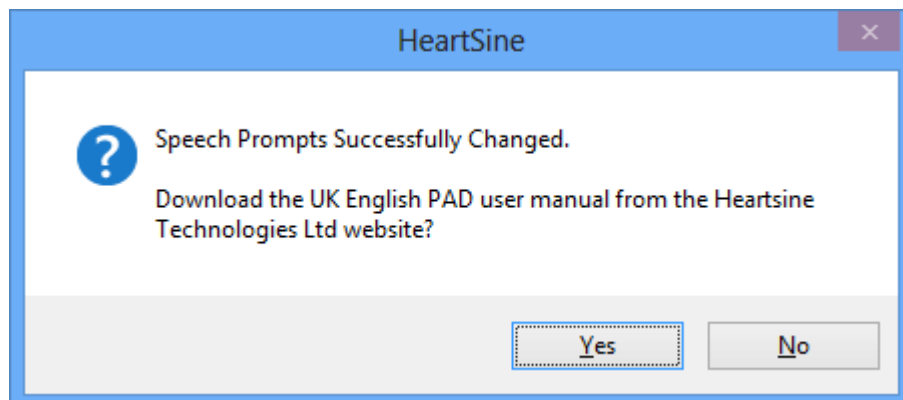 HeartSine
Speech Prompts Successfully Changed.
Download the UK English PAD user manual from the Heartsine
Technologies Ltd website?
Yes
No